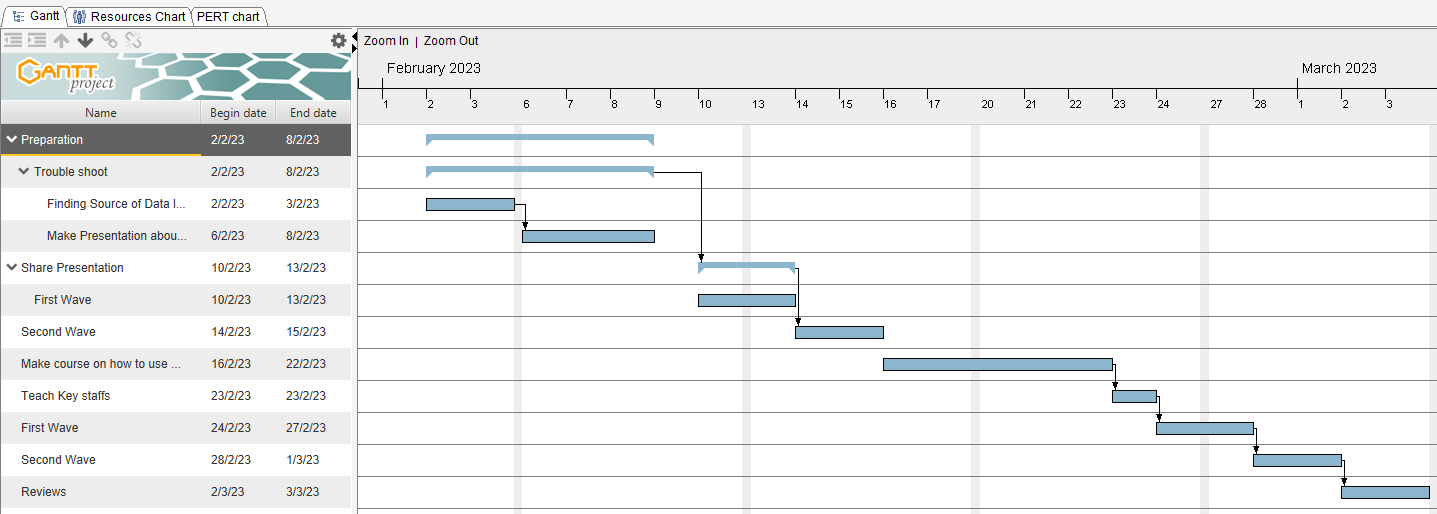 Gantt Resources Chart PERT chart
Zoom In | Zoom Out
GANTT
project
February 2023 March 2023
1 2 3 6 7 8 9 10 13 14 15 16 17 20 21 22 23 24 27 28 1 2 3
Name Begin date End date
Preparation 2/2/23 8/2/23
Trouble shoot 2/2/23 8/2/23
Finding Source of Data l... 2/2/23 3/2/23
Make Presentation abou... 6/2/23 8/2/23
Share Presentation 10/2/23 13/2/23
First Wave 10/2/23 13/2/23
Second Wave 14/2/23 15/2/23
Make course on how to use ... 16/2/23 22/2/23
Teach Key staffs 23/2/23 23/2/23
First Wave 24/2/23 27/2/23
Second Wave 28/2/23 1/3/23
Reviews 2/3/23 3/3/23